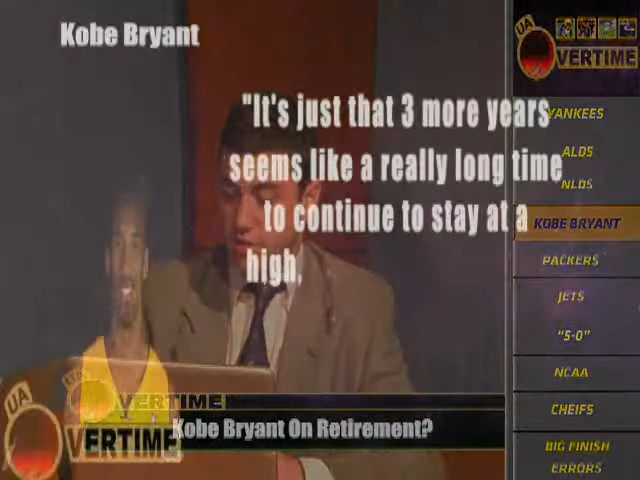 Kobe Bryant
"It's just that 3 more years
seems like a really long time
to continue to stay at a
high,
UA
VERTIME
Kobe Bryant On Retirement?
UA
VERTIME
VERTIME
YANKEES
ALDS
NLDS
KOBE BRYANT
PACKERS
JETS
"5-0"
NCAA
CHEIFS
BIG FINISH
ERRORS